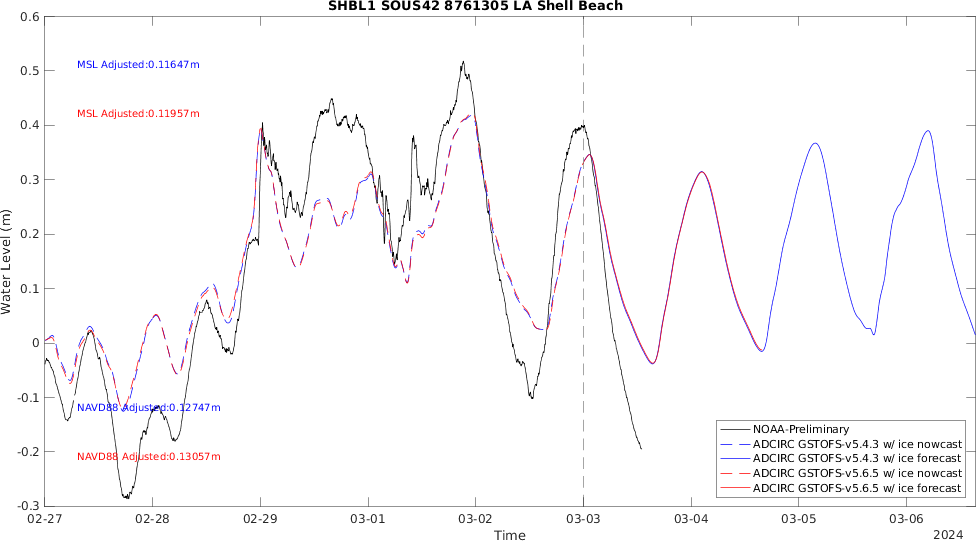 SHBL1 SOUS42 8761305 LA Shell Beach
0.6
0.5
0.4
0.3
0.2
0.1
0
-0.1
-0.2
-0.3
Water Level (m)
MSL Adjusted:0.11647m
MSL Adjusted:0.11957m
NAVD88 Adjusted:0.12747m
NAVD88 Adjusted:0.13057m
NOAA-Preliminary
ADCIRC GSTOFS-v5.4.3 w/ ice nowcast
ADCIRC GSTOFS-v5.4.3 w/ ice forecast
ADCIRC GSTOFS-v5.6.5 w/ ice nowcast
ADCIRC GSTOFS-v5.6.5 w/ ice forecast
02-27 02-28 02-29 03-01 03-02 03-03 03-04 03-05 03-06
Time
2024